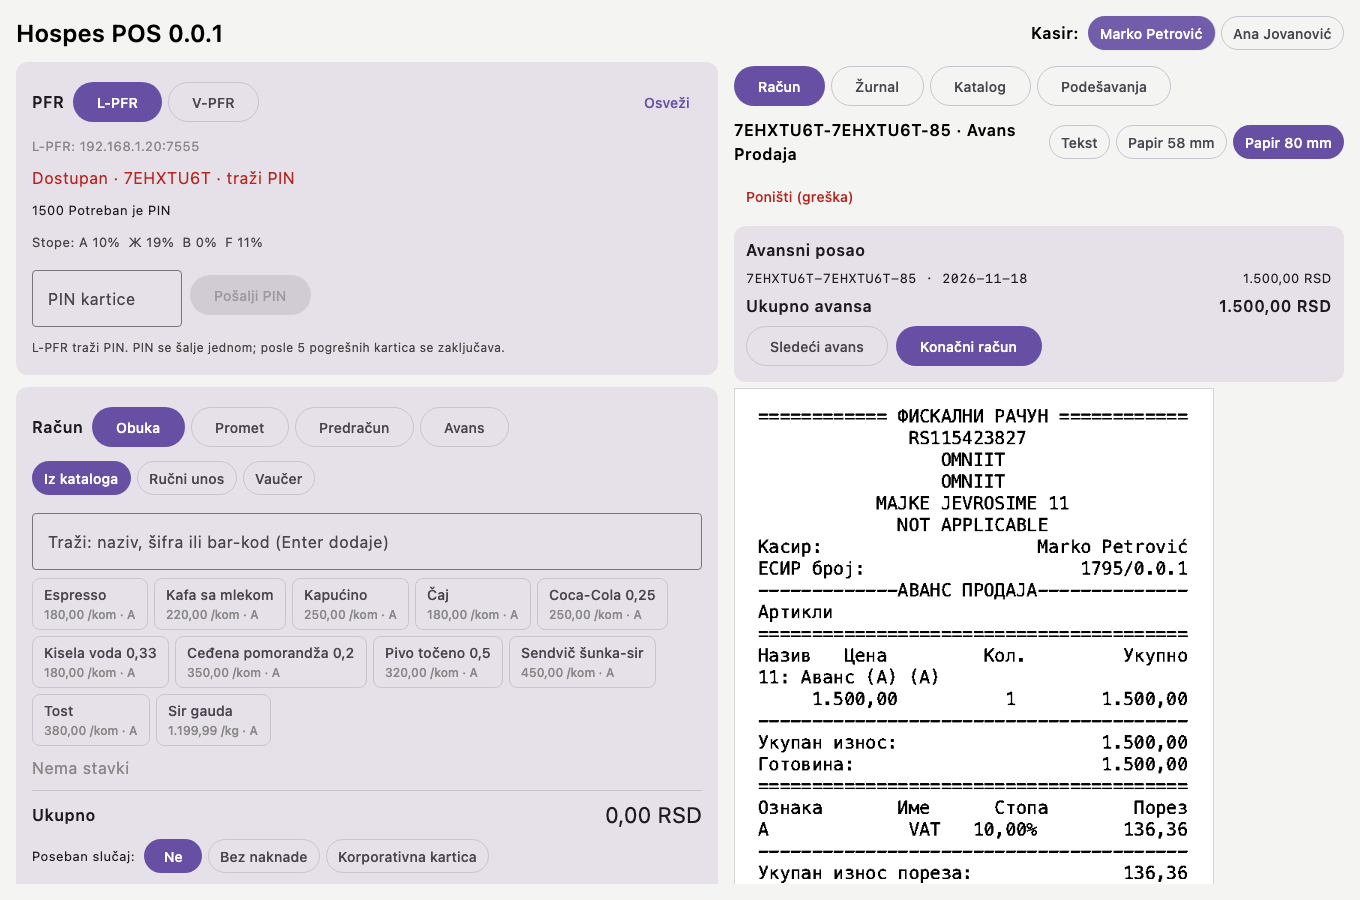 Hospes POS 0.0.1
Kasir: Marko Petrović Ana Jovanović
PFR L-PFR V-PFR Osveži
L-PFR: 192.168.1.20:7555
Dostupan · 7EHXTU6T · traži PIN
1500 Potreban je PIN
Stope: А 10% Ж 19% В 0% F 11%
PIN kartice Pošalji PIN
L-PFR traži PIN. PIN se šalje jednom; posle 5 pogrešnih kartica se zaključava.
Račun Obuka Promet Predračun Avans
Iz kataloga Ručni unos Vaučer
Traži: naziv, šifra ili bar-kod (Enter dodaje)
Espresso Kafa sa mlekom Kapućino Čaj Coca-Cola 0,25
180,00 /kom · А 220,00 /kom · А 250,00 /kom · А 180,00 /kom · А 250,00 /kom · А
Kisela voda 0,33 Ceđena pomorandža 0,2 Pivo točeno 0,5 Sendvič šunka-sir
180,00 /kom · А 350,00 /kom · А 320,00 /kom · А 450,00 /kom · А
Tost Sir gauda
380,00 /kom · А 1.199,99 /kg · А
Nema stavki
Ukupno 0,00 RSD
Poseban slučaj: Ne Bez naknade Korporativna kartica
Račun Žurnal Katalog Podešavanja
7EHXTU6T-7EHXTU6T-85 · Avans
Prodaja
Tekst Papir 58 mm Papir 80 mm
Poništi (greška)
Avansni posao
7EHXTU6T-7EHXTU6T-85 · 2026-11-18 1.500,00 RSD
Ukupno avansa 1.500,00 RSD
Sledeći avans Konačni račun
============ ФИСКАЛНИ РАЧУН ============
RS115423827
OMNIIT
OMNIIT
MAJKE JEVROSIME 11
NOT APPLICABLE
Касир: Marko Petrović
ЕСИР број: 1795/0.0.1
-------------АВАНС ПРОДАЈА--------------
Артикли
========================================
Назив Цена Кол. Укупно
11: Аванс (А) (А)
1.500,00 1 1.500,00
----------------------------------------
Укупан износ: 1.500,00
Готовина: 1.500,00
========================================
Ознака Име Стопа Порез
А VAT 10,00% 136,36
----------------------------------------
Укупан износ пореза: 136,36